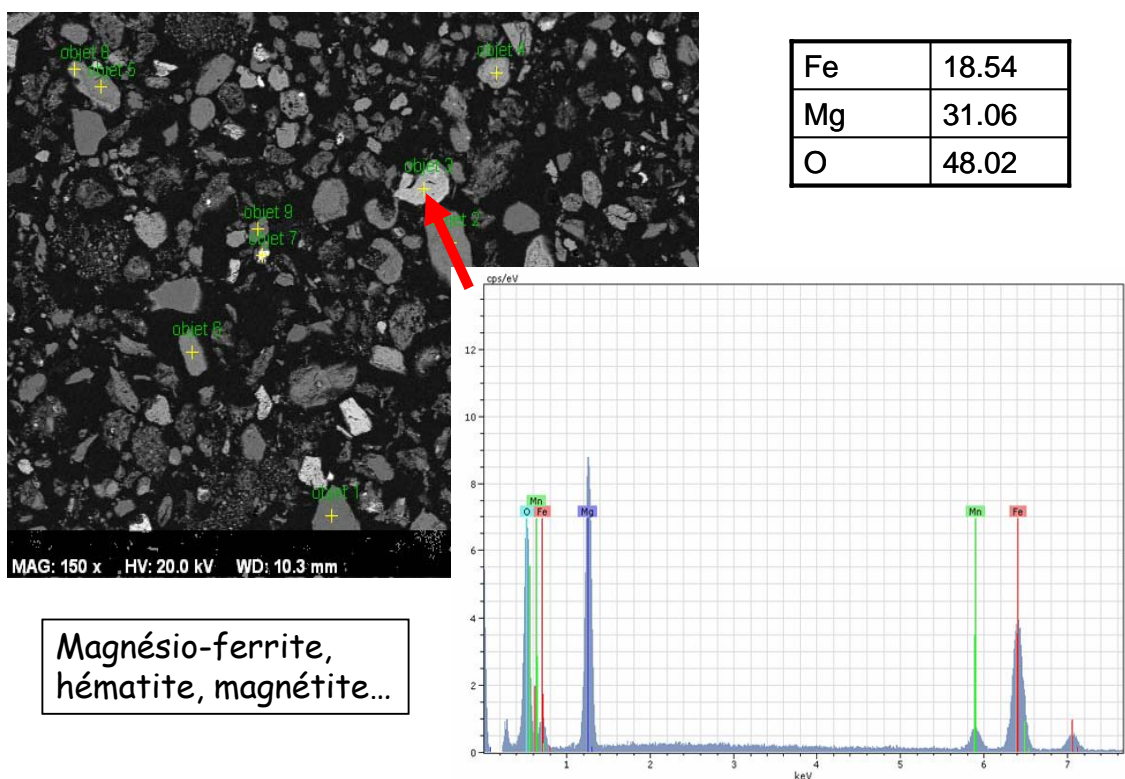 objet 8
objet 5
objet 4
objet 3
objet 2
objet 9
objet 7
objet 6
objet 1
MAG: 150 x HV: 20.0 kV WD: 10.3 mm
Fe 18.54
Mg 31.06
O 48.02
cps/eV
12
10
8
6
4
2
0
Mn
O Fe Mg Mn Fe
1 2 3 4 5 6 7
keV
Magnésio-ferrite,
hématite, magnétite...